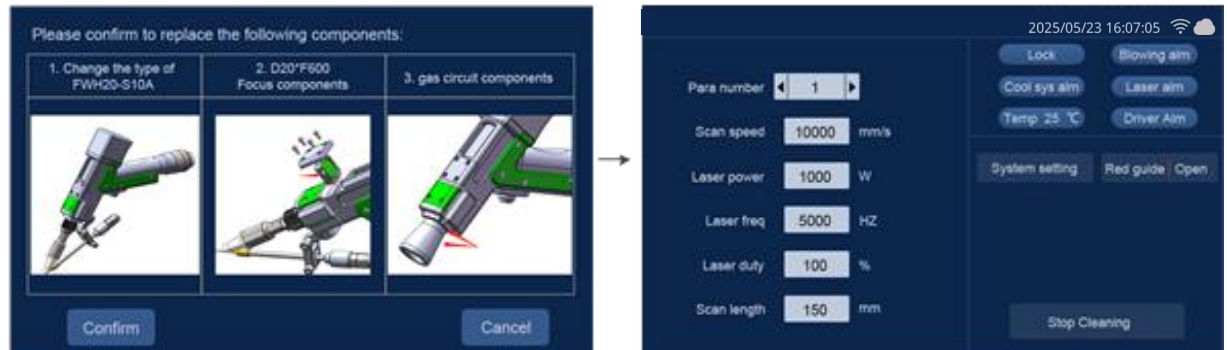 Please confirm to replace the following components:
1. Change the type of
FWH20-S10A
2. D20*F600
Focus components
3. gas circuit components
Confirm
Cancel
2025/05/23 16:07:05
Para number
1
Scan speed
10000
mm/s
Laser power
1000
W
Laser freq
5000
HZ
Laser duty
100
%
Scan length
150
mm
Lock
Blowing alm
Cool sys alm
Laser alm
Temp 25 ℃
Driver Alm
System setting
Red guide
Open
Stop Cleaning